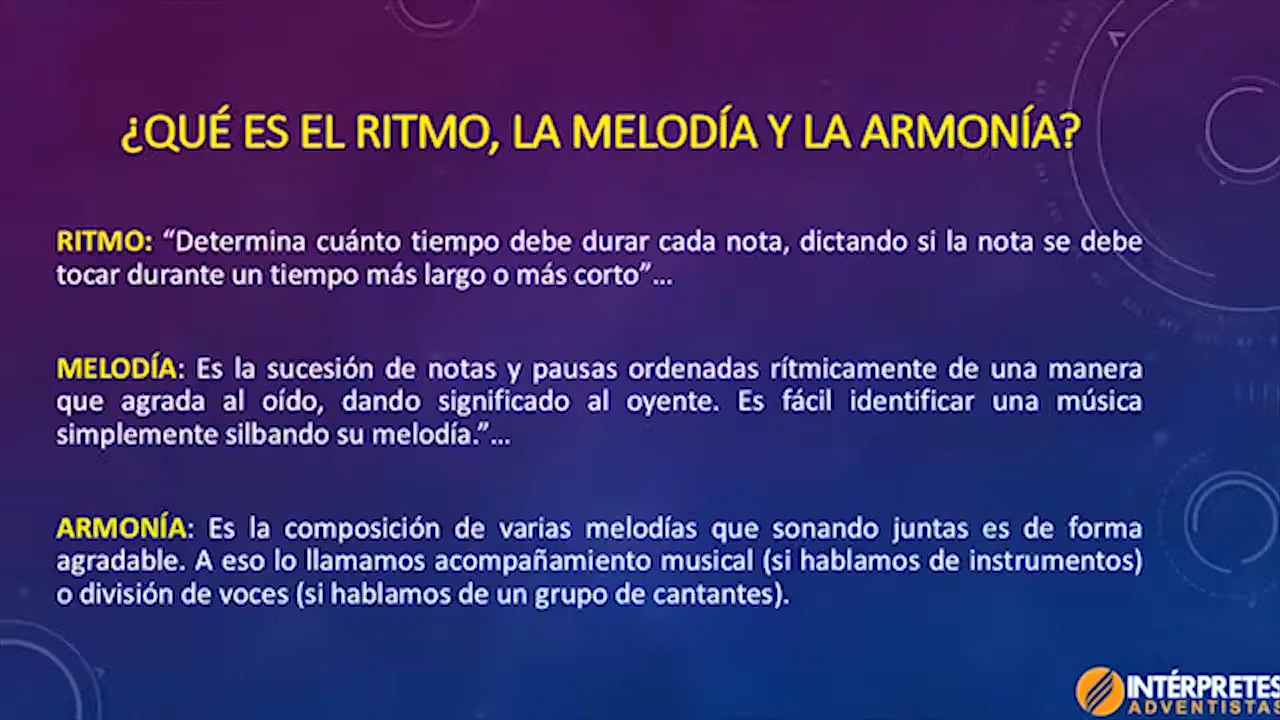 ¿QUÉ ES EL RITMO, LA MELODÍA Y LA ARMONÍA?
RITMO: “Determina cuánto tiempo debe durar cada nota, dictando si la nota se debe
tocar durante un tiempo más largo o más corto”...
MELODÍA: Es la sucesión de notas y pausas ordenadas rítmicamente de una manera
que agrada al oído, dando significado al oyente. Es fácil identificar una música
simplemente silbando su melodía.”...
ARMONÍA: Es la composición de varias melodías que sonando juntas es de forma
agradable. A eso lo llamamos acompañamiento musical (si hablamos de instrumentos)
o división de voces (si hablamos de un grupo de cantantes).
INTÉRPRETES
ADVENTISTAS